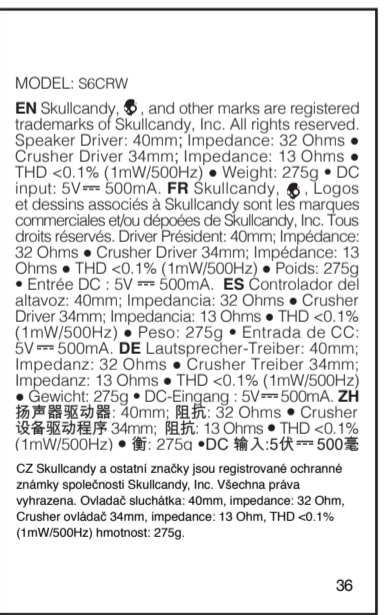 MODEL: S6CRW
EN Skullcandy, , and other marks are registered
trademarks of Skullcandy, Inc. All rights reserved.
Speaker Driver: 40mm; Impedance: 32 Ohms ●
Crusher Driver 34mm; Impedance: 13 Ohms ●
THD <0.1% (1mW/500Hz) ● Weight: 275g • DC
input: 5V⎓ 500mA. FR Skullcandy, , Logos
et dessins associés à Skullcandy sont les marques
commerciales et/ou dépoées de Skullcandy, Inc. Tous
droits réservés. Driver Président: 40mm; Impédance:
32 Ohms ● Crusher Driver 34mm; Impédance: 13
Ohms ● THD <0.1% (1mW/500Hz) ● Poids: 275g
• Entrée DC : 5V ⎓ 500mA. ES Controlador del
altavoz: 40mm; Impedancia: 32 Ohms ● Crusher
Driver 34mm; Impedancia: 13 Ohms ● THD <0.1%
(1mW/500Hz) ● Peso: 275g • Entrada de CC:
5V⎓ 500mA. DE Lautsprecher-Treiber: 40mm;
Impedanz: 32 Ohms ● Crusher Treiber 34mm;
Impedanz: 13 Ohms ● THD <0.1% (1mW/500Hz)
● Gewicht: 275g • DC-Eingang : 5V⎓500mA. ZH
扬声器驱动器: 40mm; 阻抗: 32 Ohms ● Crusher
设备驱动程序 34mm; 阻抗: 13 Ohms ● THD <0.1%
(1mW/500Hz) ● 衡: 275g •DC 输入:5伏⎓500毫
CZ Skullcandy a ostatní značky jsou registrované ochranné
známky společnosti Skullcandy, Inc. Všechna práva
vyhrazena. Ovladač sluchátka: 40mm, impedance: 32 Ohm,
Crusher ovládač 34mm, impedance: 13 Ohm, THD <0.1%
(1mW/500Hz) hmotnost: 275g.
36